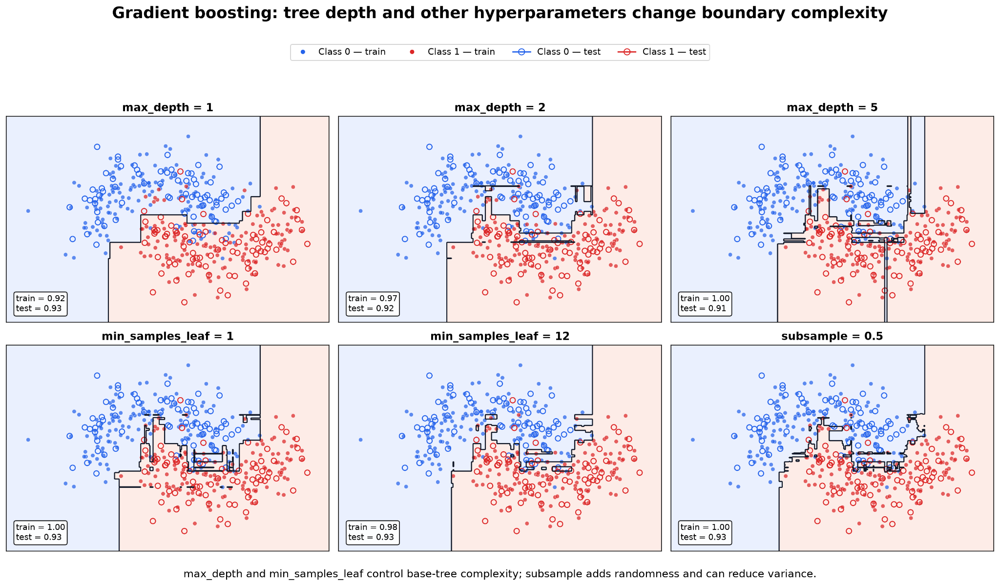 Gradient boosting: tree depth and other hyperparameters change boundary complexity
Class 0 — train Class 1 — train Class 0 — test Class 1 — test
max_depth = 1
train = 0.92
test = 0.93
max_depth = 2
train = 0.97
test = 0.92
max_depth = 5
train = 1.00
test = 0.91
min_samples_leaf = 1
train = 1.00
test = 0.93
min_samples_leaf = 12
train = 0.98
test = 0.93
subsample = 0.5
train = 1.00
test = 0.93
max_depth and min_samples_leaf control base-tree complexity; subsample adds randomness and can reduce variance.